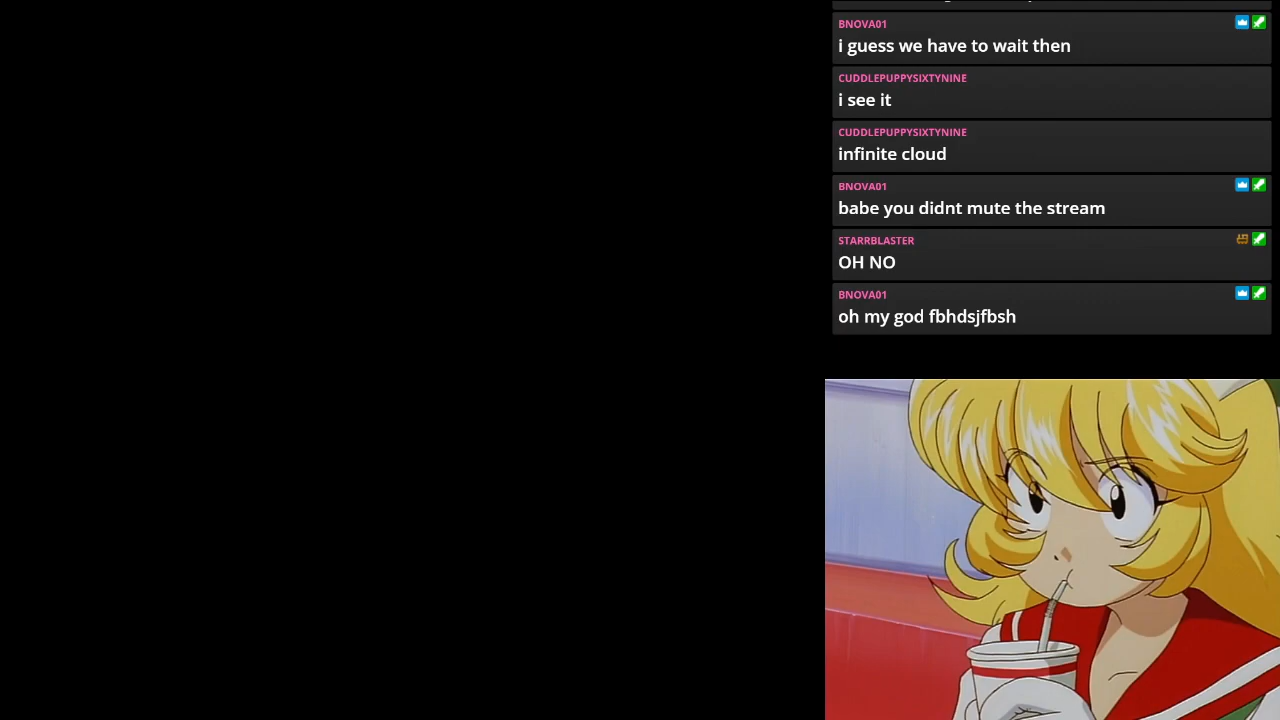 BNOVA01
i guess we have to wait then
CUDDLEPUPPYSIXTYNINE
i see it
CUDDLEPUPPYSIXTYNINE
infinite cloud
BNOVA01
babe you didnt mute the stream
STARRBLASTER
OH NO
BNOVA01
oh my god fbhdsjfbsh